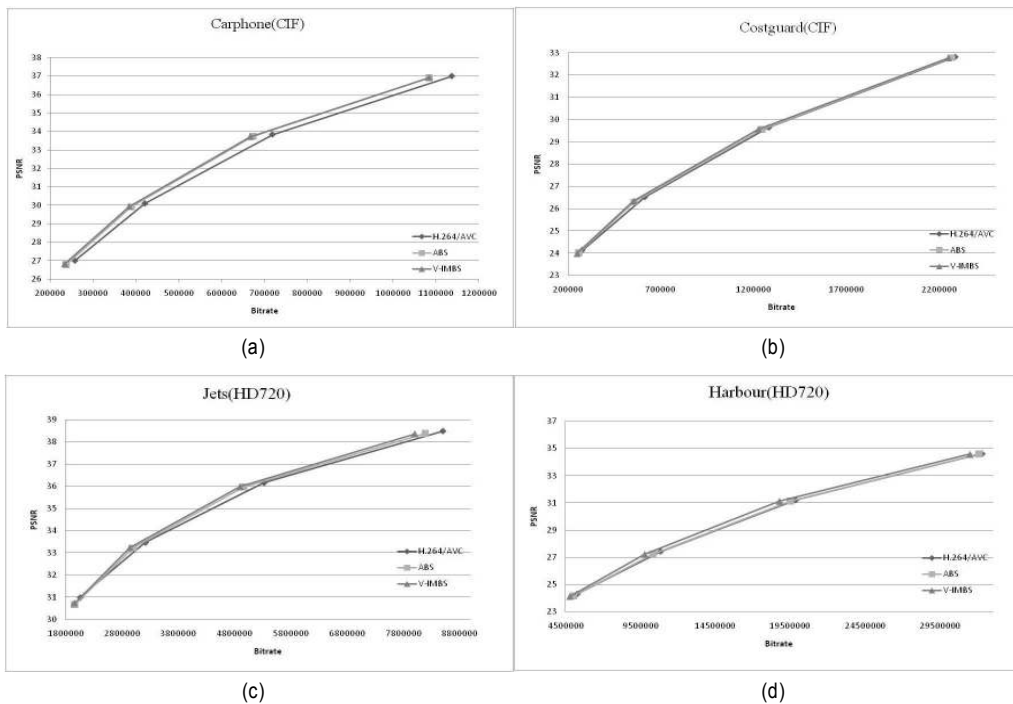 Carphone(CIF)
38
37
36
35
34
33
32
31
30
29
28
27
26
PSNR
200000 300000 400000 500000 600000 700000 800000 900000 1000000 1100000 1200000
Bitrate
H.264/AVC
ABS
V-IMBS
(a)
Costguard(CIF)
33
32
31
30
29
28
27
26
25
24
23
PSNR
200000 700000 1200000 1700000 2200000
Bitrate
H.264/AVC
ABS
V-IMBS
(b)
Jets(HD720)
39
38
37
36
35
34
33
32
31
30
PSNR
1800000 2800000 3800000 4800000 5800000 6800000 7800000 8800000
Bitrate
H.264/AVC
ABS
V-IMBS
(c)
Harbour(HD720)
37
35
33
31
29
27
25
23
PSNR
4500000 9500000 14500000 19500000 24500000 29500000
Bitrate
H.264/AVC
ABS
V-IMBS
(d)